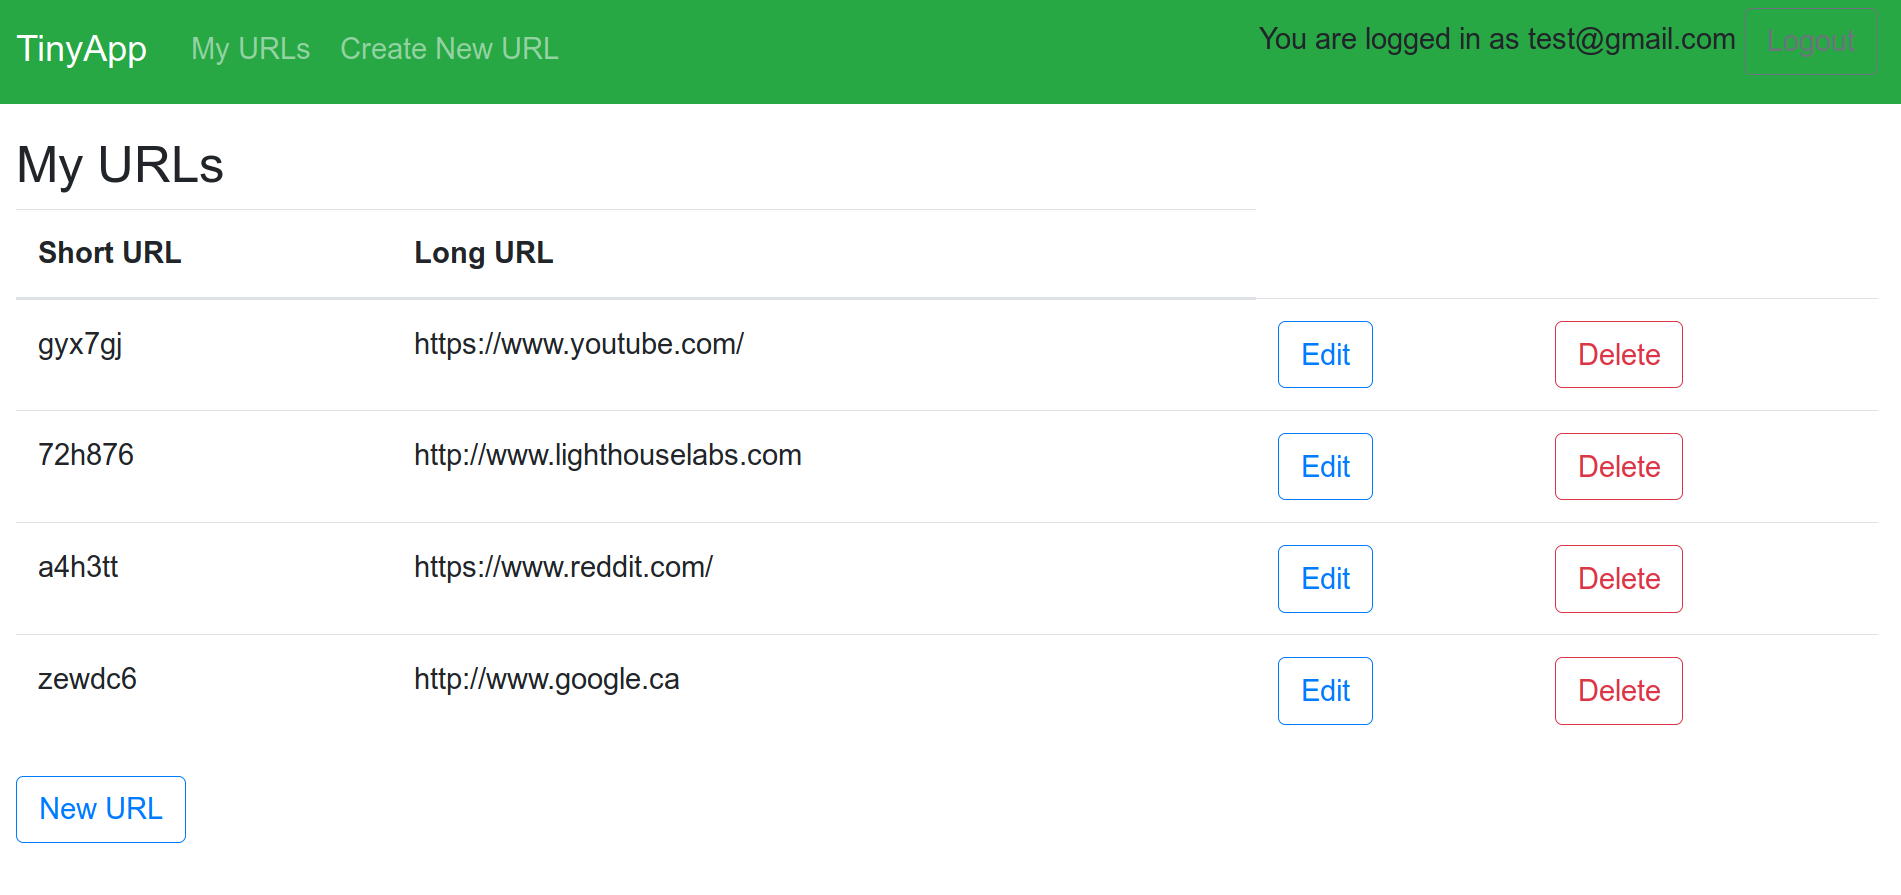 TinyApp My URLs Create New URL You are logged in as test@gmail.com Logout
My URLs
Short URL Long URL
gyx7gj https://www.youtube.com/ Edit Delete
72h876 http://www.lighthouselabs.com Edit Delete
a4h3tt https://www.reddit.com/ Edit Delete
zewdc6 http://www.google.ca Edit Delete
New URL